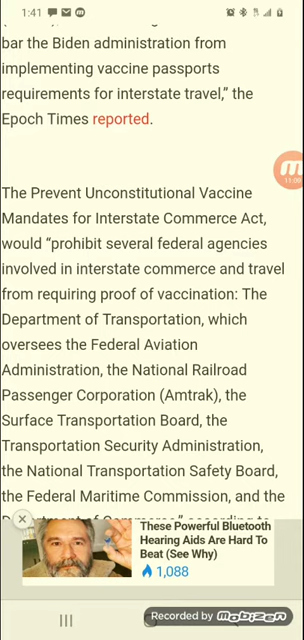 1:41
bar the Biden administration from
implementing vaccine passports
requirements for interstate travel,” the
Epoch Times reported.
11:09
The Prevent Unconstitutional Vaccine
Mandates for Interstate Commerce Act,
would “prohibit several federal agencies
involved in interstate commerce and travel
from requiring proof of vaccination: The
Department of Transportation, which
oversees the Federal Aviation
Administration, the National Railroad
Passenger Corporation (Amtrak), the
Surface Transportation Board, the
Transportation Security Administration,
the National Transportation Safety Board,
the Federal Maritime Commission, and the
These Powerful Bluetooth
Hearing Aids Are Hard To
Beat (See Why)
1,088
Recorded by Mobizen